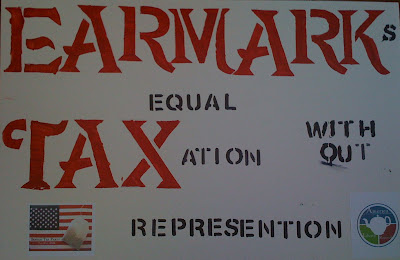 EARMARKS
EQUAL
TAXATION WITH
OUT
REPRESENTION